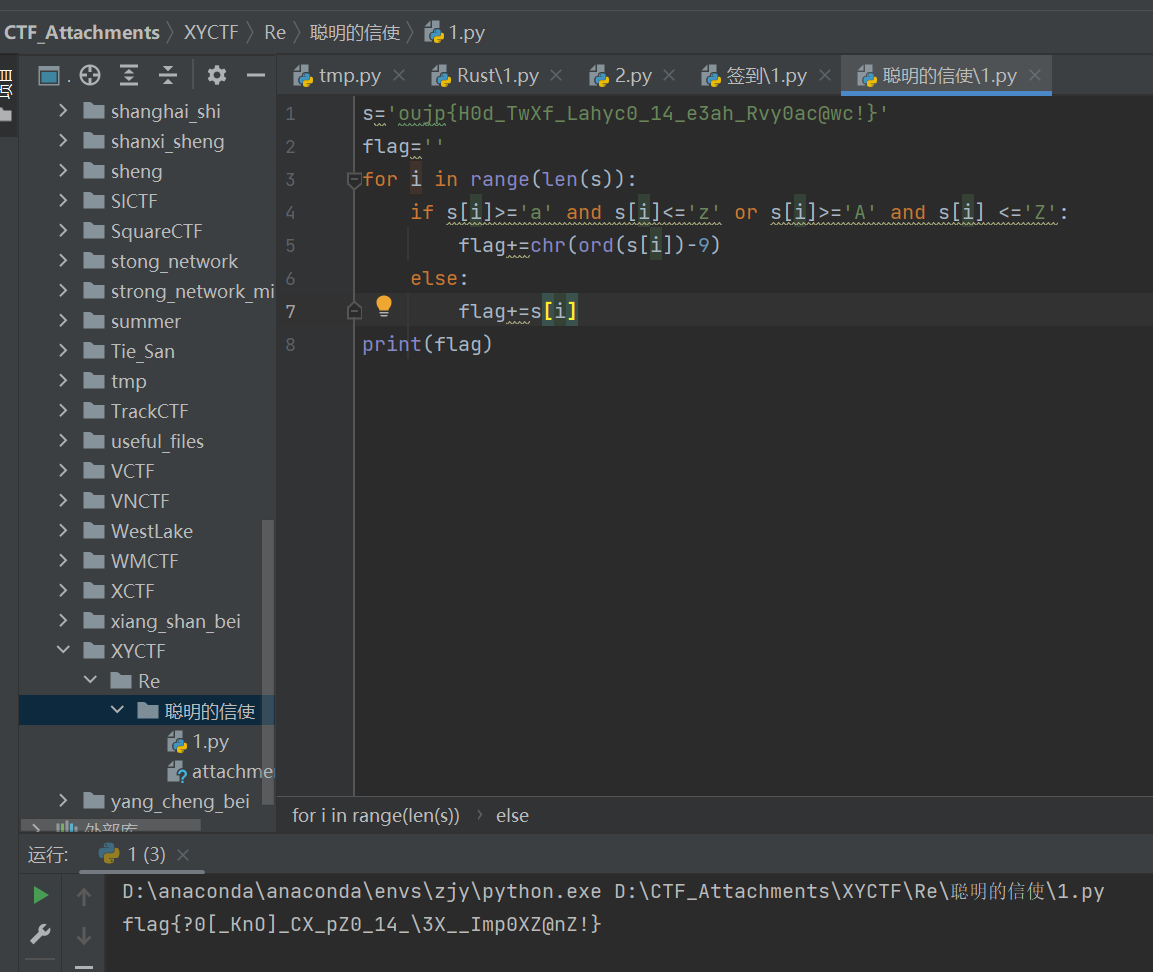 CTF_Attachments > XYCTF > Re > 聪明的信使 > 1.py
项目
tmp.py × Rust\1.py × 2.py × 签到\1.py × 聪明的信使\1.py ×
shanghai_shi
shanxi_sheng
sheng
SICTF
SquareCTF
stong_network
strong_network_mi
summer
Tie_San
tmp
TrackCTF
useful_files
VCTF
VNCTF
WestLake
WMCTF
XCTF
xiang_shan_bei
XYCTF
Re
聪明的信使
1.py
attachme
yang_cheng_bei
外部库
1 s='oujp{H0d_TwXf_Lahyc0_14_e3ah_Rvy0ac@wc!}'
2 flag=''
3 for i in range(len(s)):
4 if s[i]>='a' and s[i]<='z' or s[i]>='A' and s[i] <='Z':
5 flag+=chr(ord(s[i])-9)
6 else:
7 flag+=s[i]
8 print(flag)
for i in range(len(s)) > else
运行: 1 (3) ×
D:\anaconda\anaconda\envs\zjy\python.exe D:\CTF_Attachments\XYCTF\Re\聪明的信使\1.py
flag{?0[_KnO]_CX_pZ0_14_\3X__Imp0XZ@nZ!}